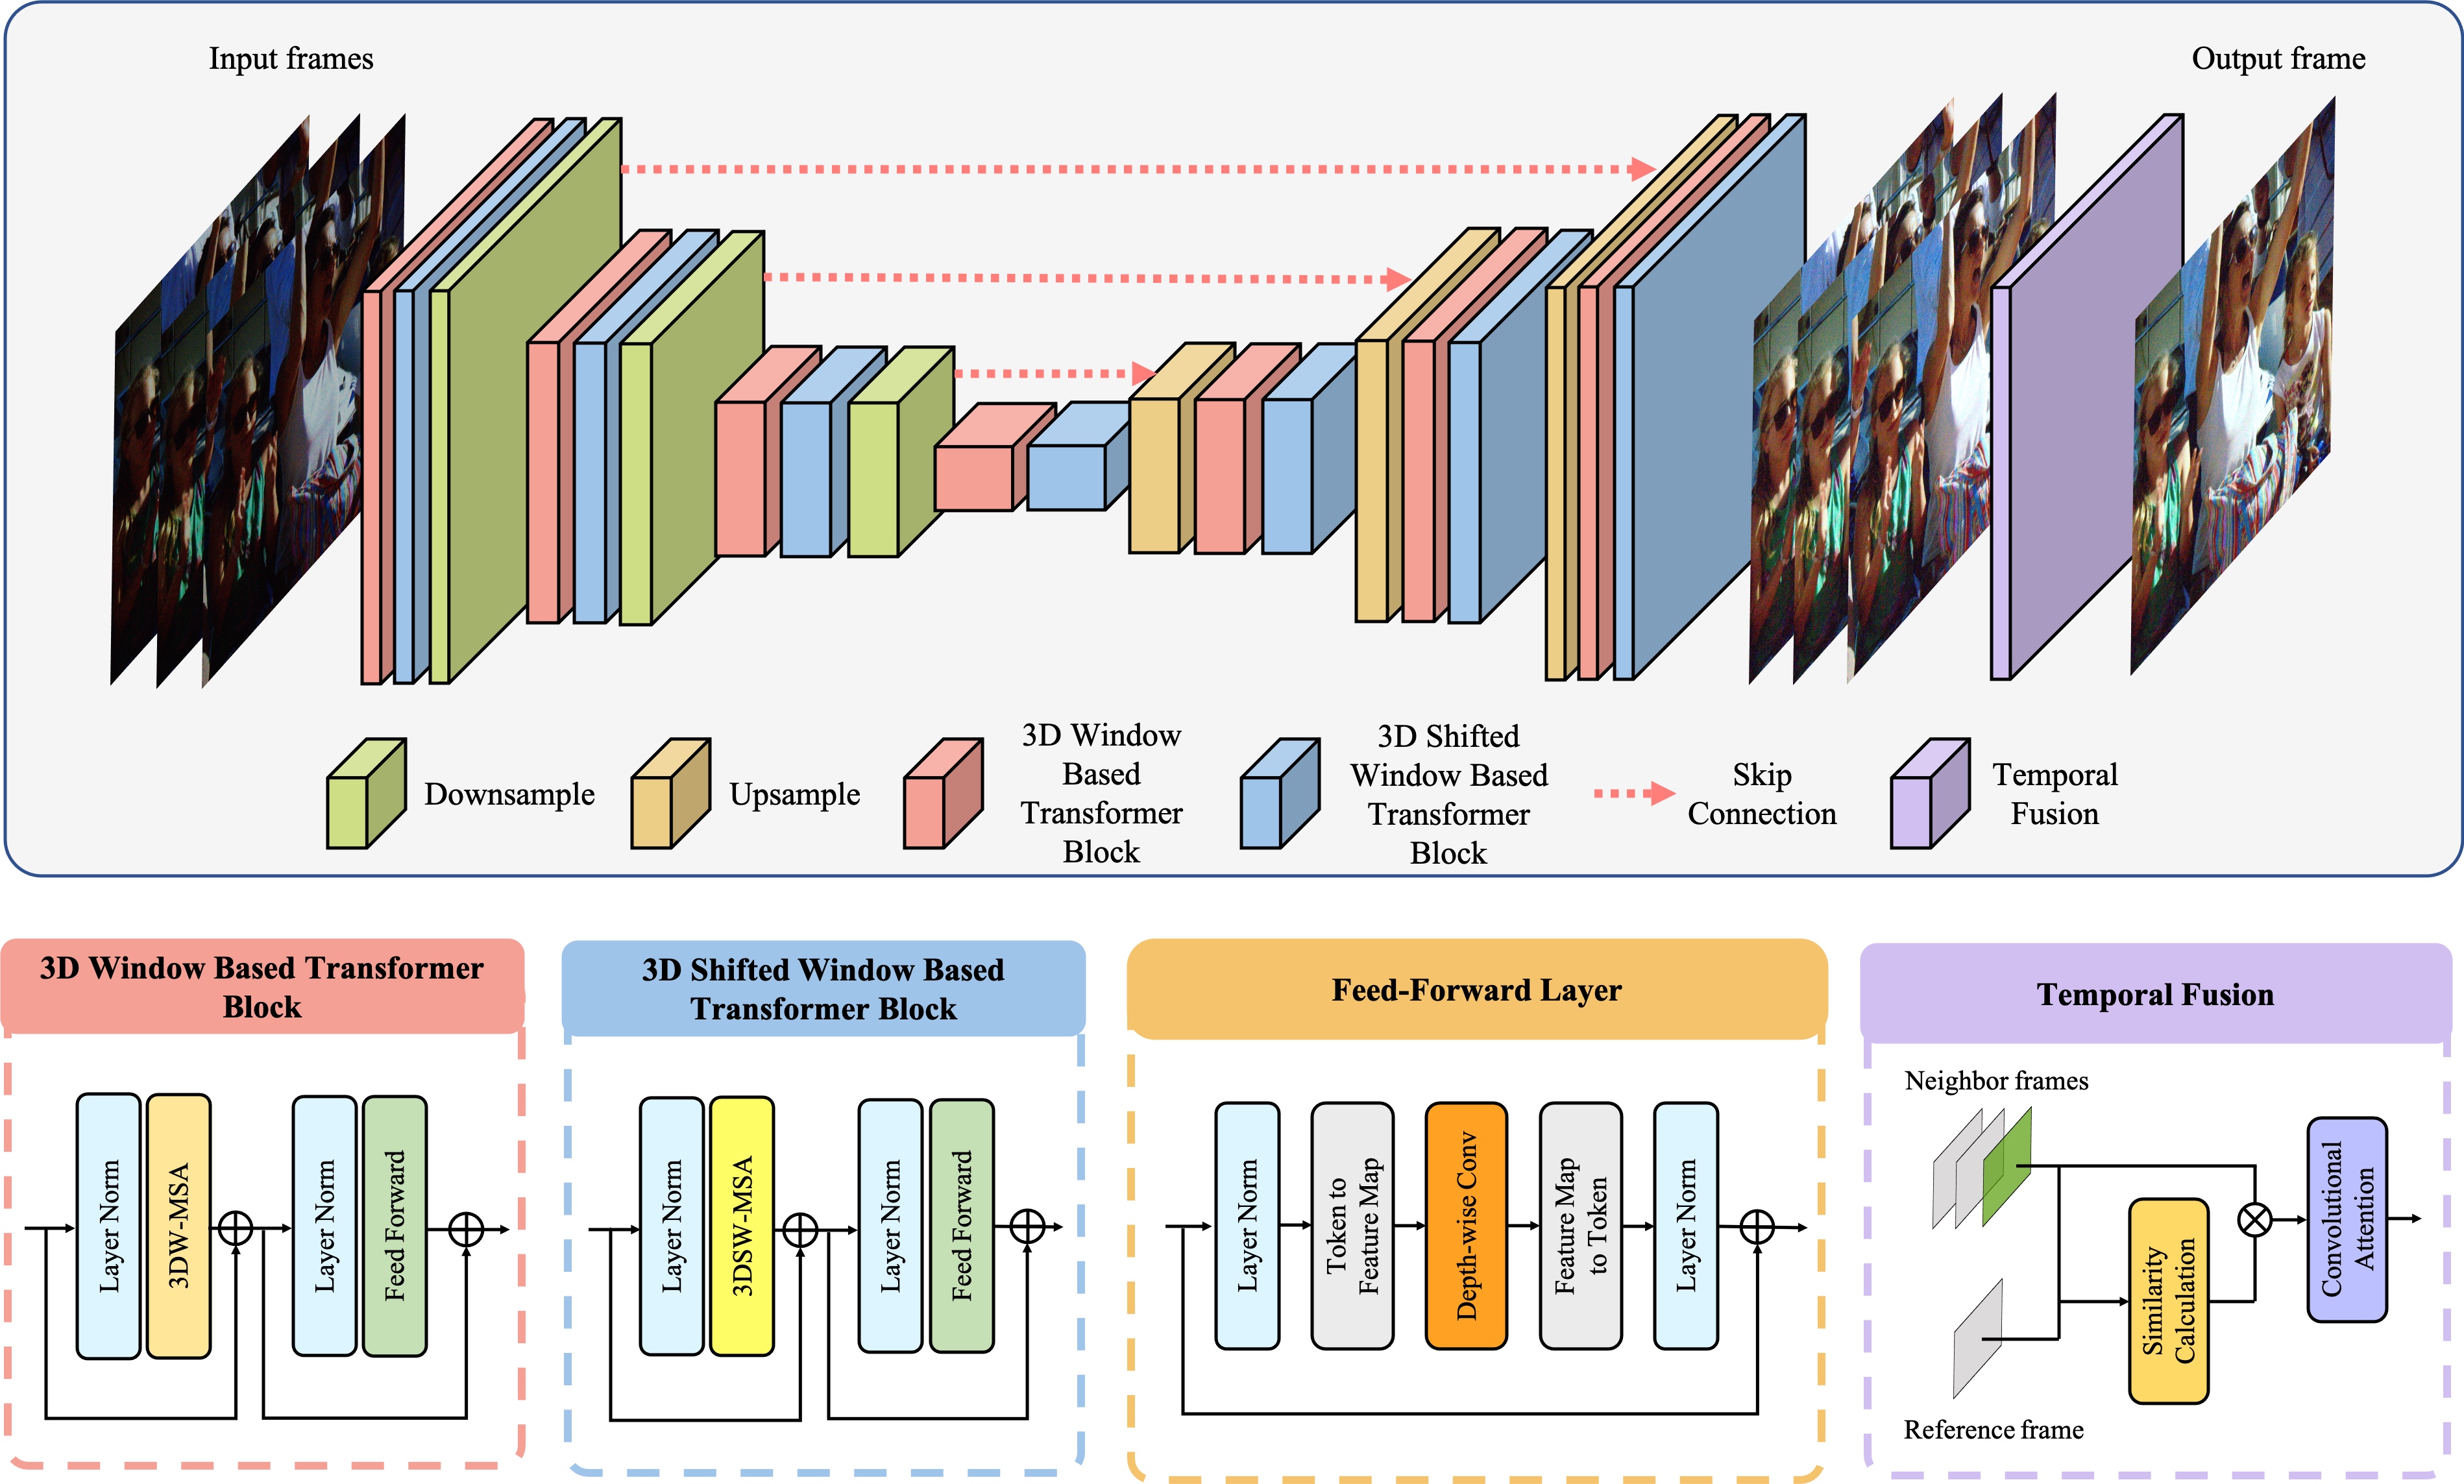 Input frames
Output frame
Downsample
Upsample
3D Window
Based
Transformer
Block
3D Shifted
Window Based
Transformer
Block
Skip
Connection
Temporal
Fusion
3D Window Based Transformer
Block
Layer Norm
3DW-MSA
Layer Norm
Feed Forward
3D Shifted Window Based
Transformer Block
Layer Norm
3DSW-MSA
Layer Norm
Feed Forward
Feed-Forward Layer
Layer Norm
Token to
Feature Map
Depth-wise Conv
Feature Map
to Token
Layer Norm
Temporal Fusion
Neighbor frames
Reference frame
Similarity
Calculation
Convolutional
Attention